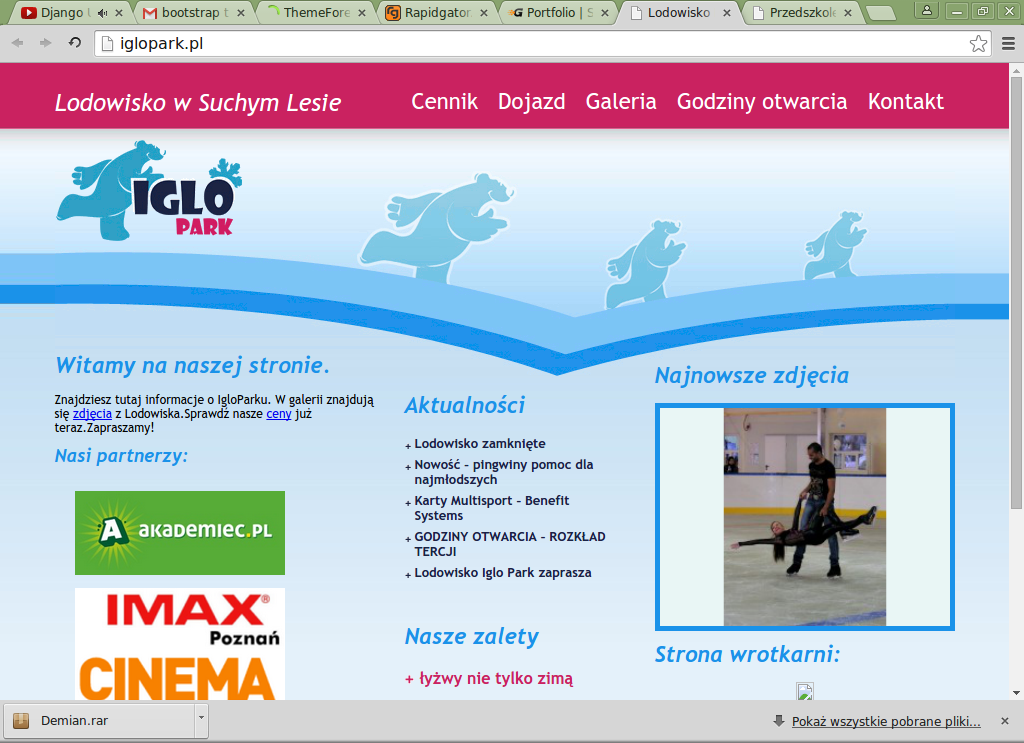 Django
bootstrap t
ThemeFore
Rapidgator
Portfolio | S
Lodowisko
Przedszkole
iglopark.pl
Lodowisko w Suchym Lesie
Cennik Dojazd Galeria Godziny otwarcia Kontakt
IGLO
PARK
Witamy na naszej stronie.
Znajdziesz tutaj informacje o IgloParku. W galerii znajdują
się zdjęcia z Lodowiska.Sprawdź nasze ceny już
teraz.Zapraszamy!
Nasi partnerzy:
A akademiec.PL
IMAX®
Poznań
CINEMA
Aktualności
+ Lodowisko zamknięte
+ Nowość – pingwiny pomoc dla
najmłodszych
+ Karty Multisport – Benefit
Systems
+ GODZINY OTWARCIA – ROZKŁAD
TERCJI
+ Lodowisko Iglo Park zaprasza
Nasze zalety
+ łyżwy nie tylko zimą
Najnowsze zdjęcia
Strona wrotkarni:
Demian.rar
Pokaż wszystkie pobrane pliki...